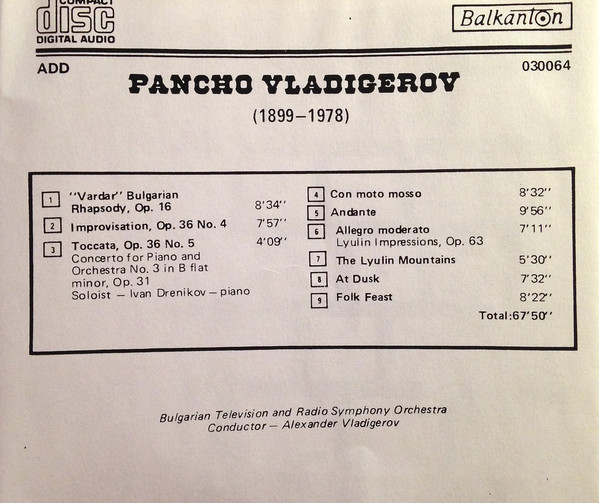 COMPACT
disc
DIGITAL AUDIO
Balkanton
ADD
030064
PANCHO VLADIGEROV
(1899–1978)
1 ‘‘Vardar’’ Bulgarian
Rhapsody, Op. 16 8’34’’
2 Improvisation, Op. 36 No. 4 7’57’’
3 Toccata, Op. 36 No. 5 4’09’’
Concerto for Piano and
Orchestra No. 3 in B flat
minor, Op. 31
Soloist – Ivan Drenikov – piano
4 Con moto mosso 8’32’’
5 Andante 9’56’’
6 Allegro moderato 7’11’’
Lyulin Impressions, Op. 63
7 The Lyulin Mountains 5’30’’
8 At Dusk 7’32’’
9 Folk Feast 8’22’’
Total:67’50’’
Bulgarian Television and Radio Symphony Orchestra
Conductor – Alexander Vladigerov